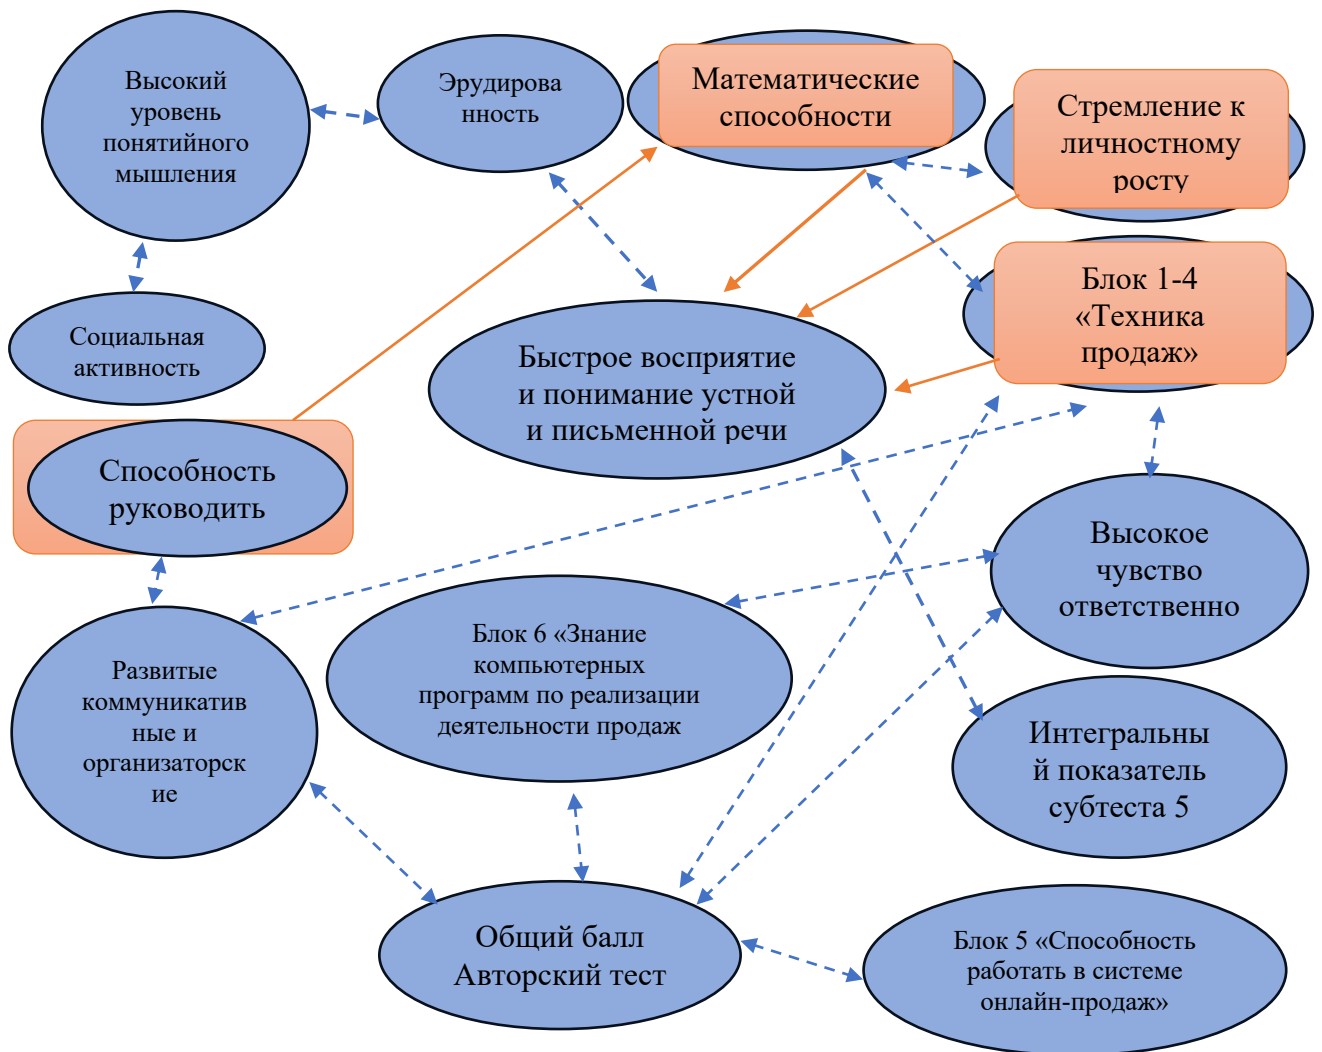 Высокий
уровень
понятийного
мышления
Эрудирова
нность
Математические
способности
Стремление к
личностному
росту
Социальная
активность
Быстрое восприятие
и понимание устной
и письменной речи
Блок 1-4
«Техника
продаж»
Способность
руководить
Высокое
чувство
ответственно
Развитые
коммуникатив
ные и
организаторск
ие
Блок 6 «Знание
компьютерных
программ по реализации
деятельности продаж
Интегральны
й показатель
субтеста 5
Общий балл
Авторский тест
Блок 5 «Способность
работать в системе
онлайн-продаж»